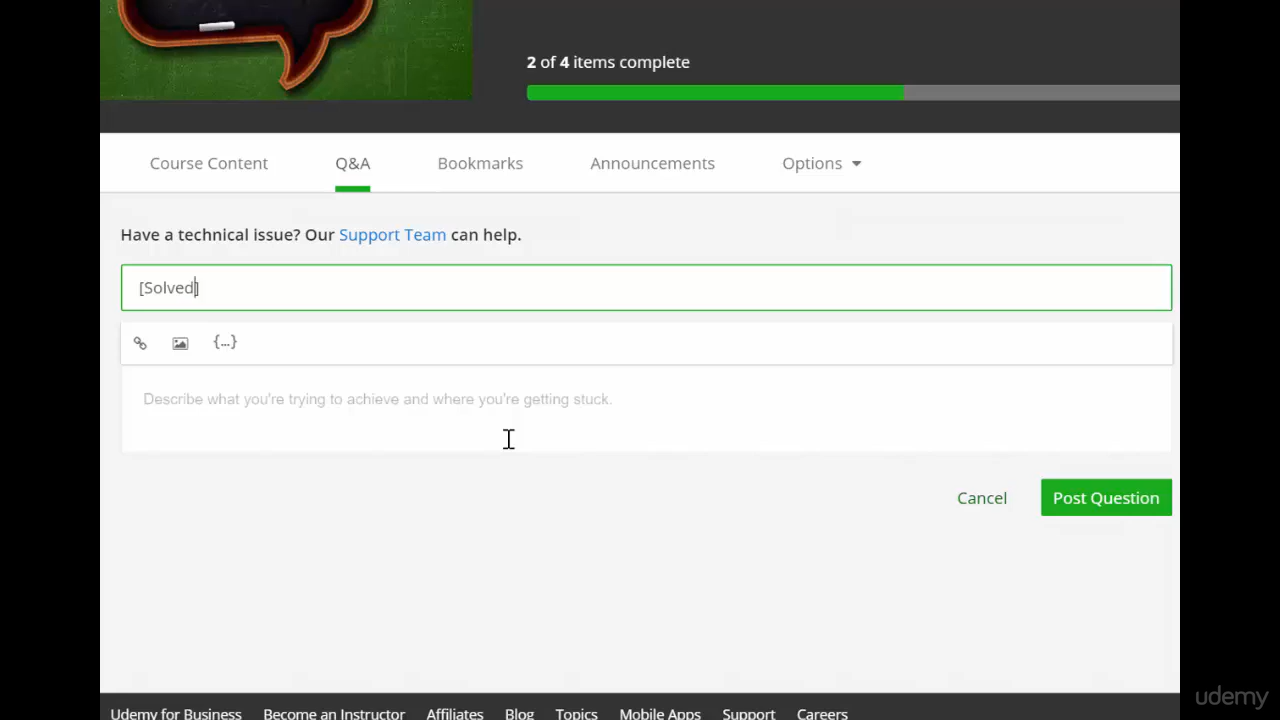 2 of 4 items complete
Course Content Q&A Bookmarks Announcements Options
Have a technical issue? Our Support Team can help.
[Solved]
{...}
Describe what you're trying to achieve and where you're getting stuck.
Cancel Post Question
Udemy for Business Become an Instructor Affiliates Blog Topics Mobile Apps Support Careers
udemy